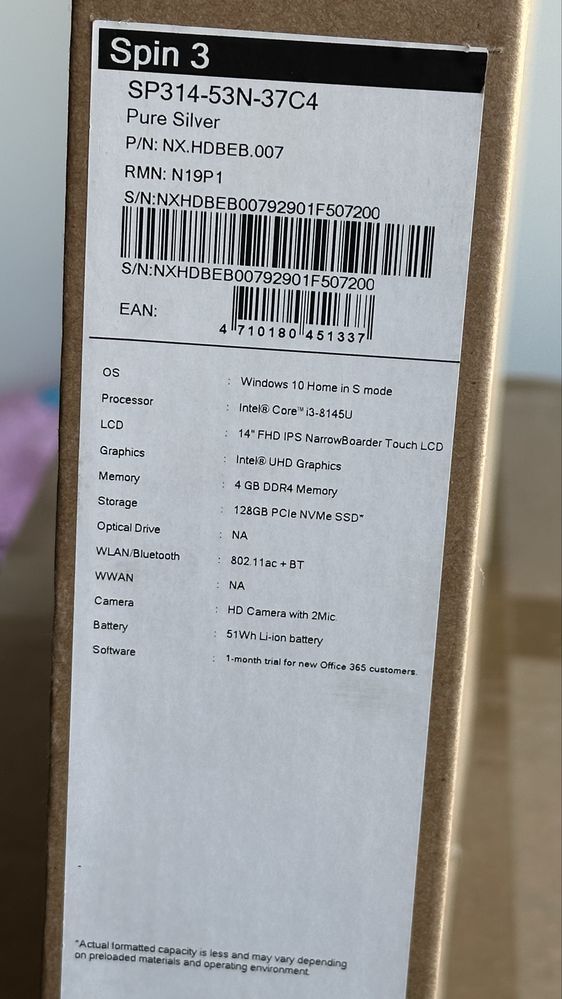 Spin 3
SP314-53N-37C4
Pure Silver
P/N: NX.HDBEB.007
RMN: N19P1
S/N:NXHDBEB00792901F507200
S/N:NXHDBEB00792901F507200
EAN:
4 710180 451337
OS : Windows 10 Home in S mode
Processor : Intel® Core™ i3-8145U
LCD : 14" FHD IPS NarrowBoarder Touch LCD
Graphics : Intel® UHD Graphics
Memory : 4 GB DDR4 Memory
Storage : 128GB PCIe NVMe SSD*
Optical Drive : NA
WLAN/Bluetooth : 802.11ac + BT
WWAN : NA
Camera : HD Camera with 2Mic
Battery : 51Wh Li-ion battery
Software : 1-month trial for new Office 365 customers.
*Actual formatted capacity is less and may vary depending
on preloaded materials and operating environment.